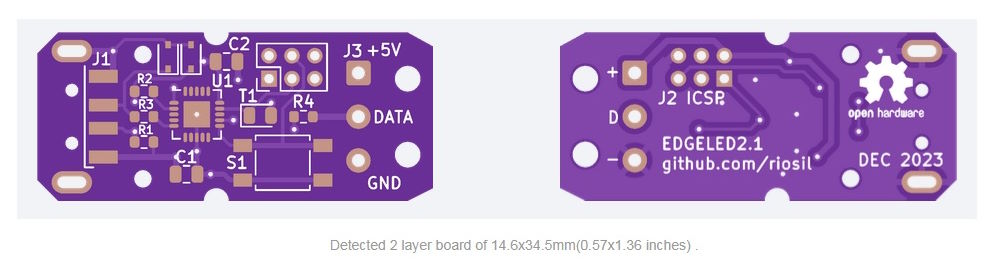 C2
J3 +5V
J1
R2
U1
R3
T1
R4
R1
DATA
C1
S1
GND
+
J2 ICSP
D
open hardware
EDGELED2.1
-
github.com/riosil
DEC 2023
Detected 2 layer board of 14.6x34.5mm(0.57x1.36 inches) .